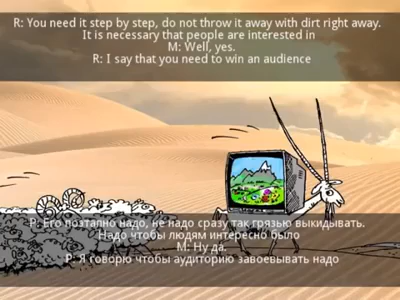 R: You need it step by step, do not throw it away with dirt right away.
It is necessary that people are interested in
M: Well, yes.
R: I say that you need to win an audience
Р: Его поэтапно надо, не надо сразу так грязью выкидывать.
Надо чтобы людям интересно было
М: Ну да.
Р: Я говорю чтобы аудиторию завоевывать надо